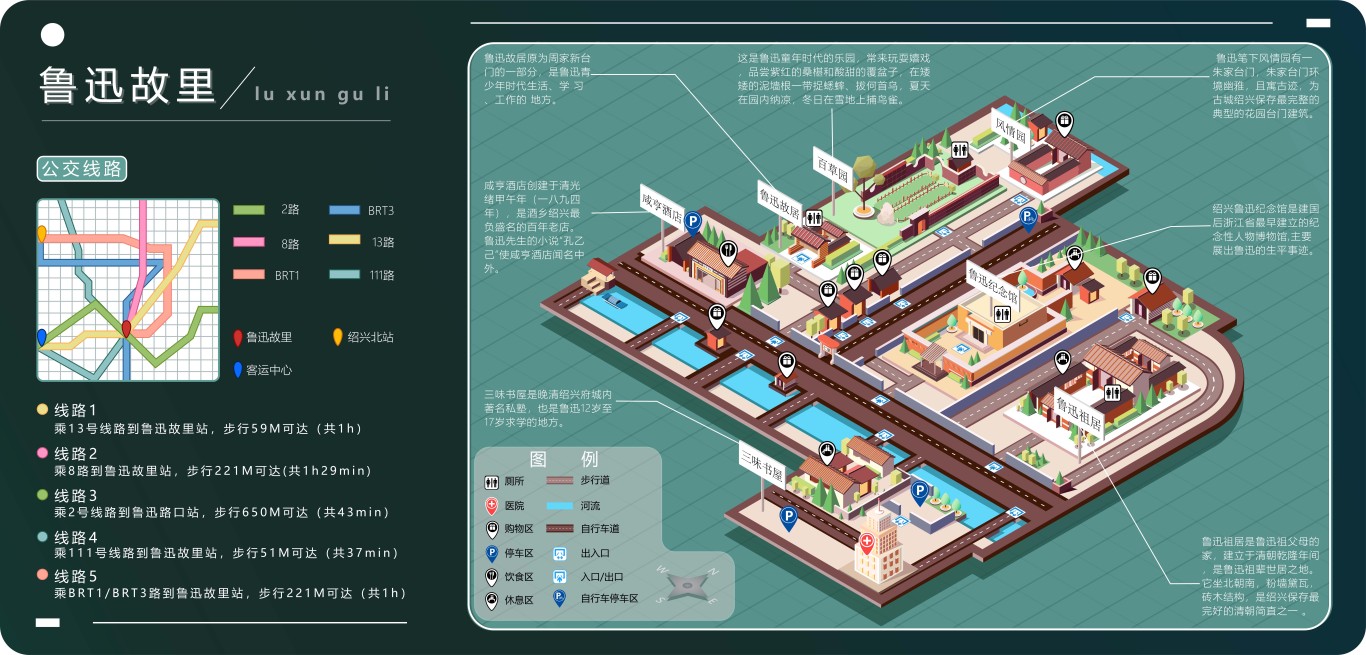 鲁迅故里
lu xun gu li
公交线路
2路
BRT3
8路
13路
BRT1
111路
鲁迅故里
绍兴北站
客运中心
线路1
乘13号线路到鲁迅故里站，步行59M可达（共1h）
线路2
乘8路到鲁迅故里站，步行221M可达(共1h29min)
线路3
乘2号线路到鲁迅路口站，步行650M可达（共43min）
线路4
乘111号线路到鲁迅故里站，步行51M可达（共37min）
线路5
乘BRT1/BRT3路到鲁迅故里站，步行221M可达（共1h）
鲁迅故居原为周家新台
门的一部分，是鲁迅青
少年时代生活、学 习
、工作的 地方。
这是鲁迅童年时代的乐园，常来玩耍嬉戏
，品尝紫红的桑椹和酸甜的覆盆子，在矮
矮的泥墙根一带捉蟋蟀、拔何首乌，夏天
在园内纳凉，冬日在雪地上捕鸟雀。
鲁迅笔下风情园有一
朱家台门，朱家台门环
境幽雅，且寓古迹，为
古城绍兴保存最完整的
典型的花园台门建筑。
咸亨酒店创建于清光
绪甲午年（一八九四
年），是酒乡绍兴最
负盛名的百年老店。
鲁迅先生的小说“孔乙
己”使咸亨酒店闻名中
外。
绍兴鲁迅纪念馆是建国
后浙江省最早建立的纪
念性人物博物馆,主要
展出鲁迅的生平事迹。
三味书屋是晚清绍兴府城内
著名私塾，也是鲁迅12岁至
17岁求学的地方。
鲁迅祖居是鲁迅祖父母的
家，建立于清朝乾隆年间
，是鲁迅祖辈世居之地。
它坐北朝南，粉墙黛瓦，
砖木结构，是绍兴保存最
完好的清朝简直之一 。
风情园
百草园
鲁迅故居
咸亨酒店
鲁迅纪念馆
鲁迅祖居
三味书屋
P
P
P
P
图 例
厕所
步行道
医院
河流
购物区
自行车道
停车区
出入口
饮食区
入口/出口
休息区
自行车停车区
W
N
S
E